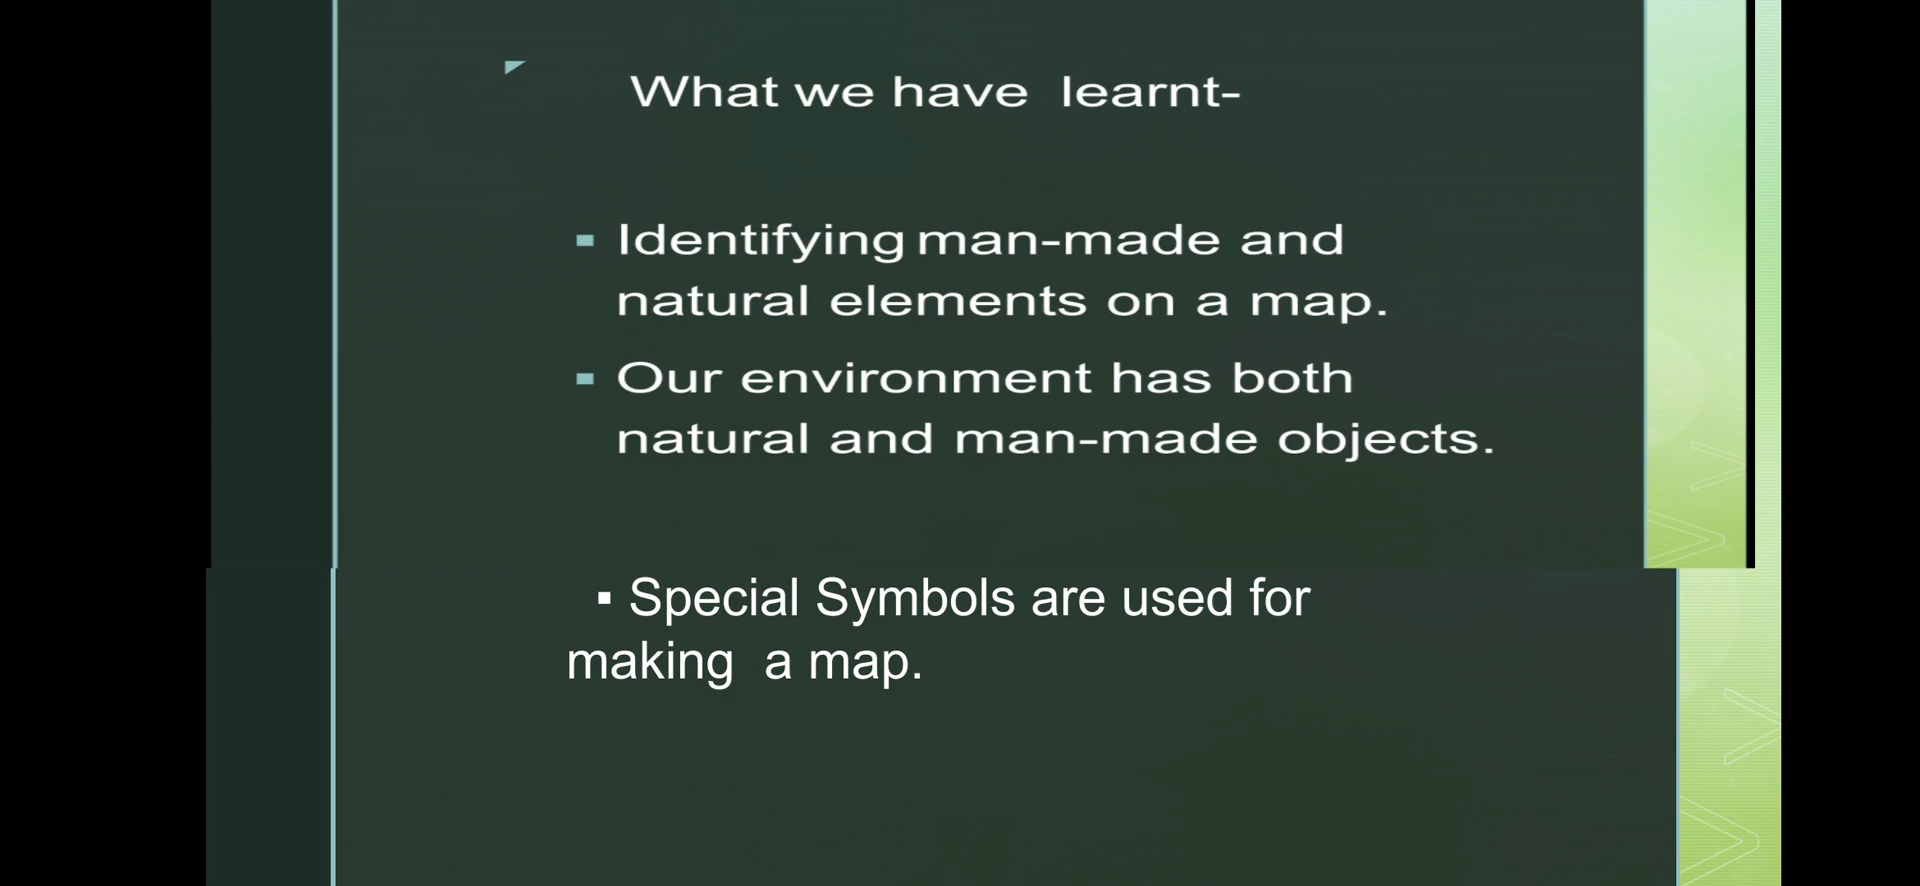 What we have learnt-
▪ Identifying man-made and
natural elements on a map.
▪ Our environment has both
natural and man-made objects.
▪ Special Symbols are used for
making a map.